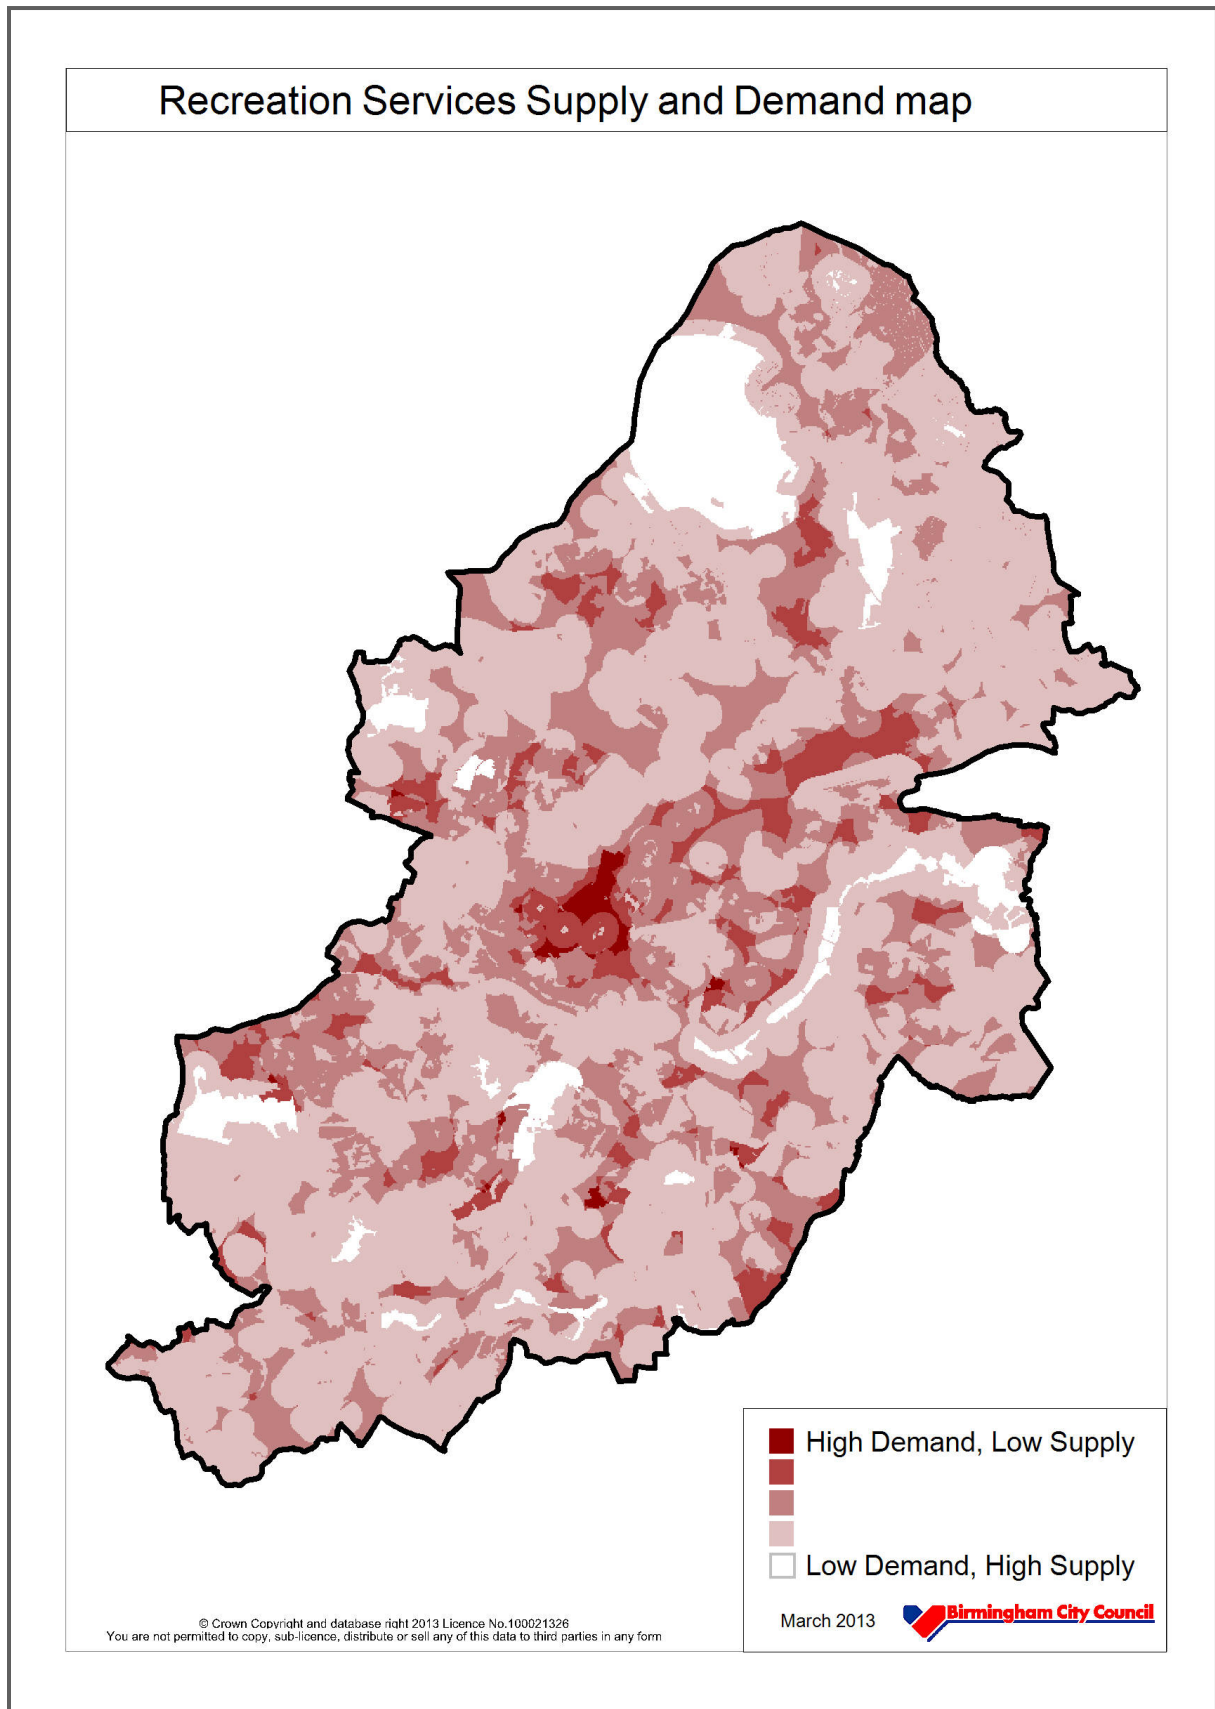 Recreation Services Supply and Demand map
High Demand, Low Supply
Low Demand, High Supply
March 2013
Birmingham City Council
© Crown Copyright and database right 2013 Licence No.100021326
You are not permitted to copy, sub-licence, distribute or sell any of this data to third parties in any form